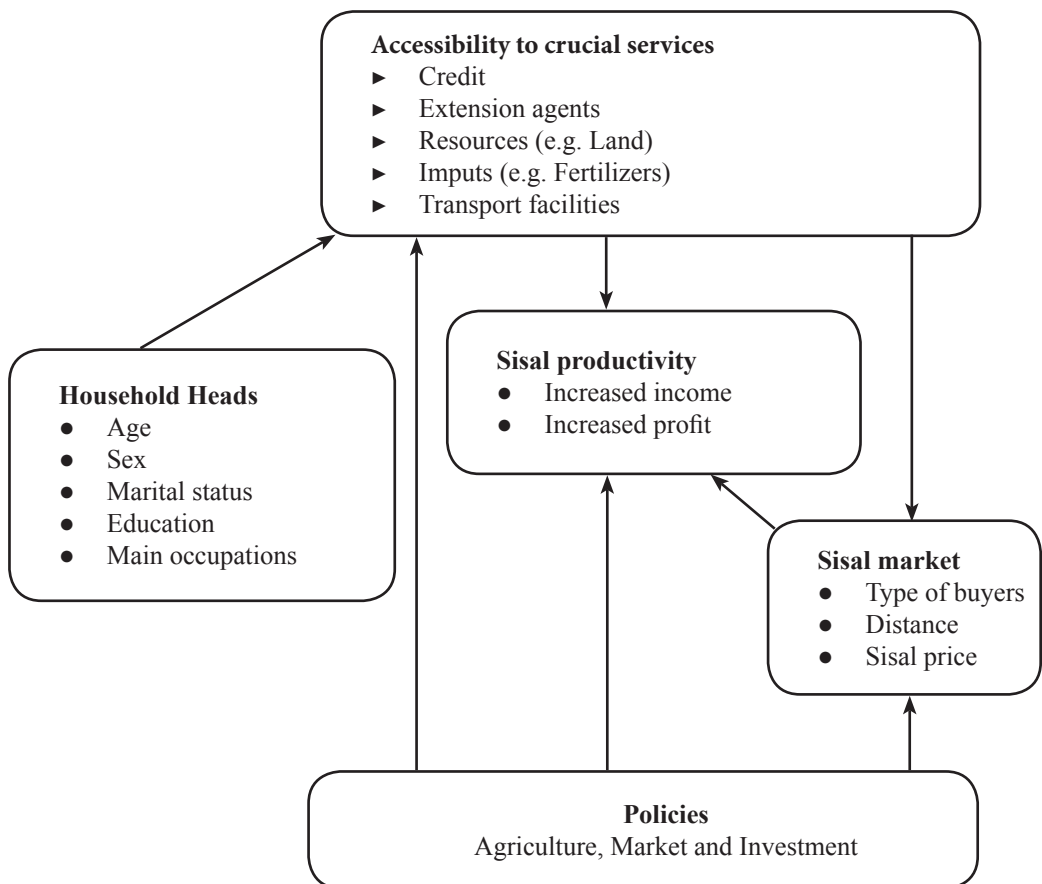 Accessibility to crucial services
► Credit
► Extension agents
► Resources (e.g. Land)
► Imputs (e.g. Fertilizers)
► Transport facilities
Sisal productivity
● Increased income
● Increased profit
Household Heads
● Age
● Sex
● Marital status
● Education
● Main occupations
Sisal market
● Type of buyers
● Distance
● Sisal price
Policies
Agriculture, Market and Investment